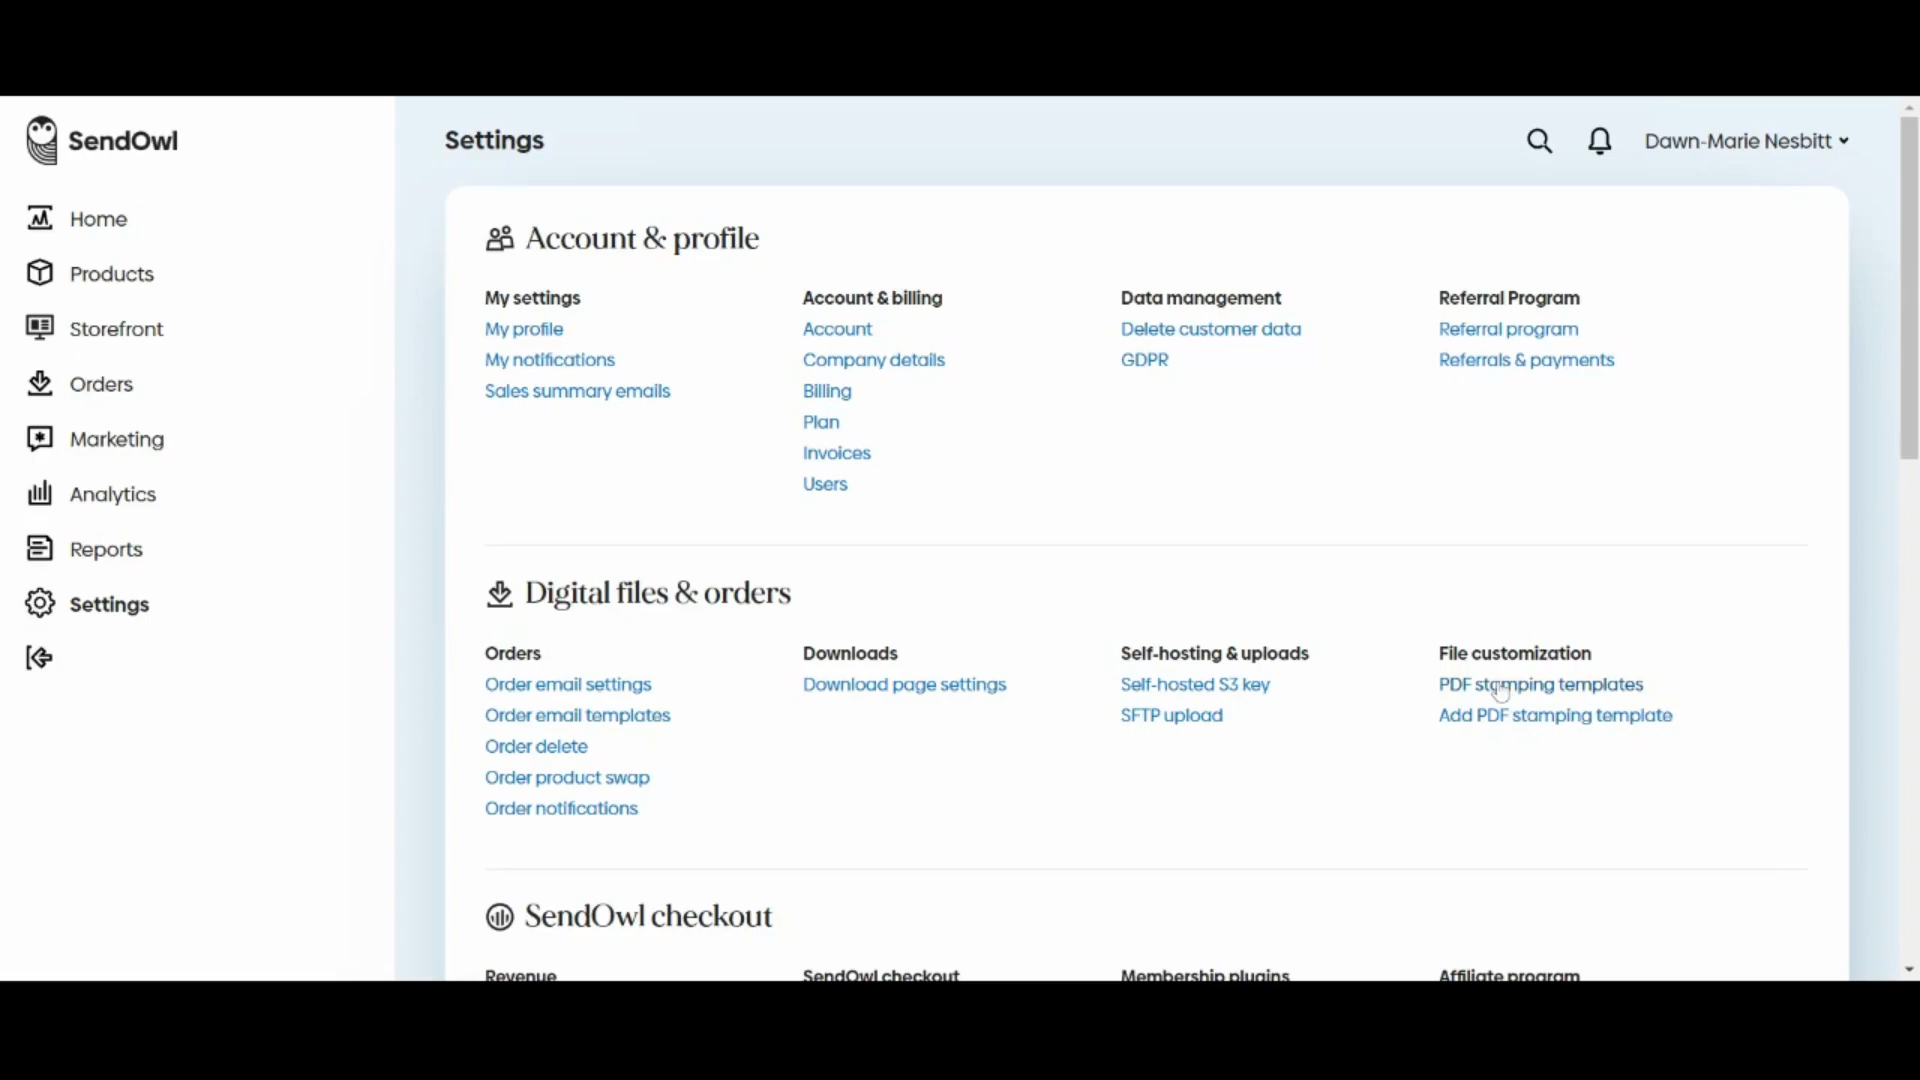 SendOwl
Settings
Dawn-Marie Nesbitt
Home
Products
Storefront
Orders
Marketing
Analytics
Reports
Settings
Account & profile
My settings
My profile
My notifications
Sales summary emails
Account & billing
Account
Company details
Billing
Plan
Invoices
Users
Data management
Delete customer data
GDPR
Referral Program
Referral program
Referrals & payments
Digital files & orders
Orders
Order email settings
Order email templates
Order delete
Order product swap
Order notifications
Downloads
Download page settings
Self-hosting & uploads
Self-hosted S3 key
SFTP upload
File customization
PDF stamping templates
Add PDF stamping template
SendOwl checkout
Revenue
SendOwl checkout
Membership plugins
Affiliate program